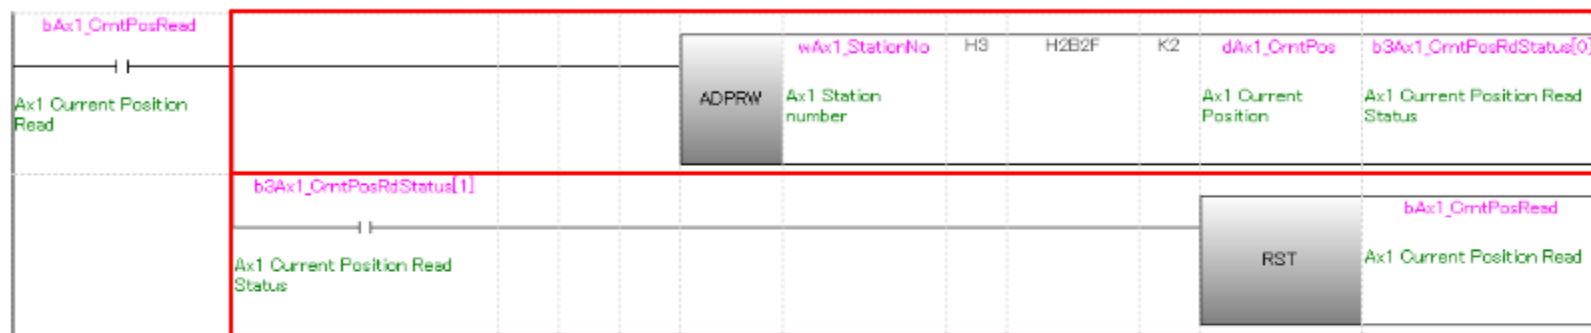 bAx1_CrntPosRead
Ax1 Current Position
Read
ADPRW
wAx1_StationNo
Ax1 Station
number
H3
H2B2F
K2
dAx1_CrntPos
Ax1 Current
Position
b3Ax1_CrntPosRdStatus[0]
Ax1 Current Position Read
Status
b3Ax1_CrntPosRdStatus[1]
Ax1 Current Position Read
Status
RST
bAx1_CrntPosRead
Ax1 Current Position Read